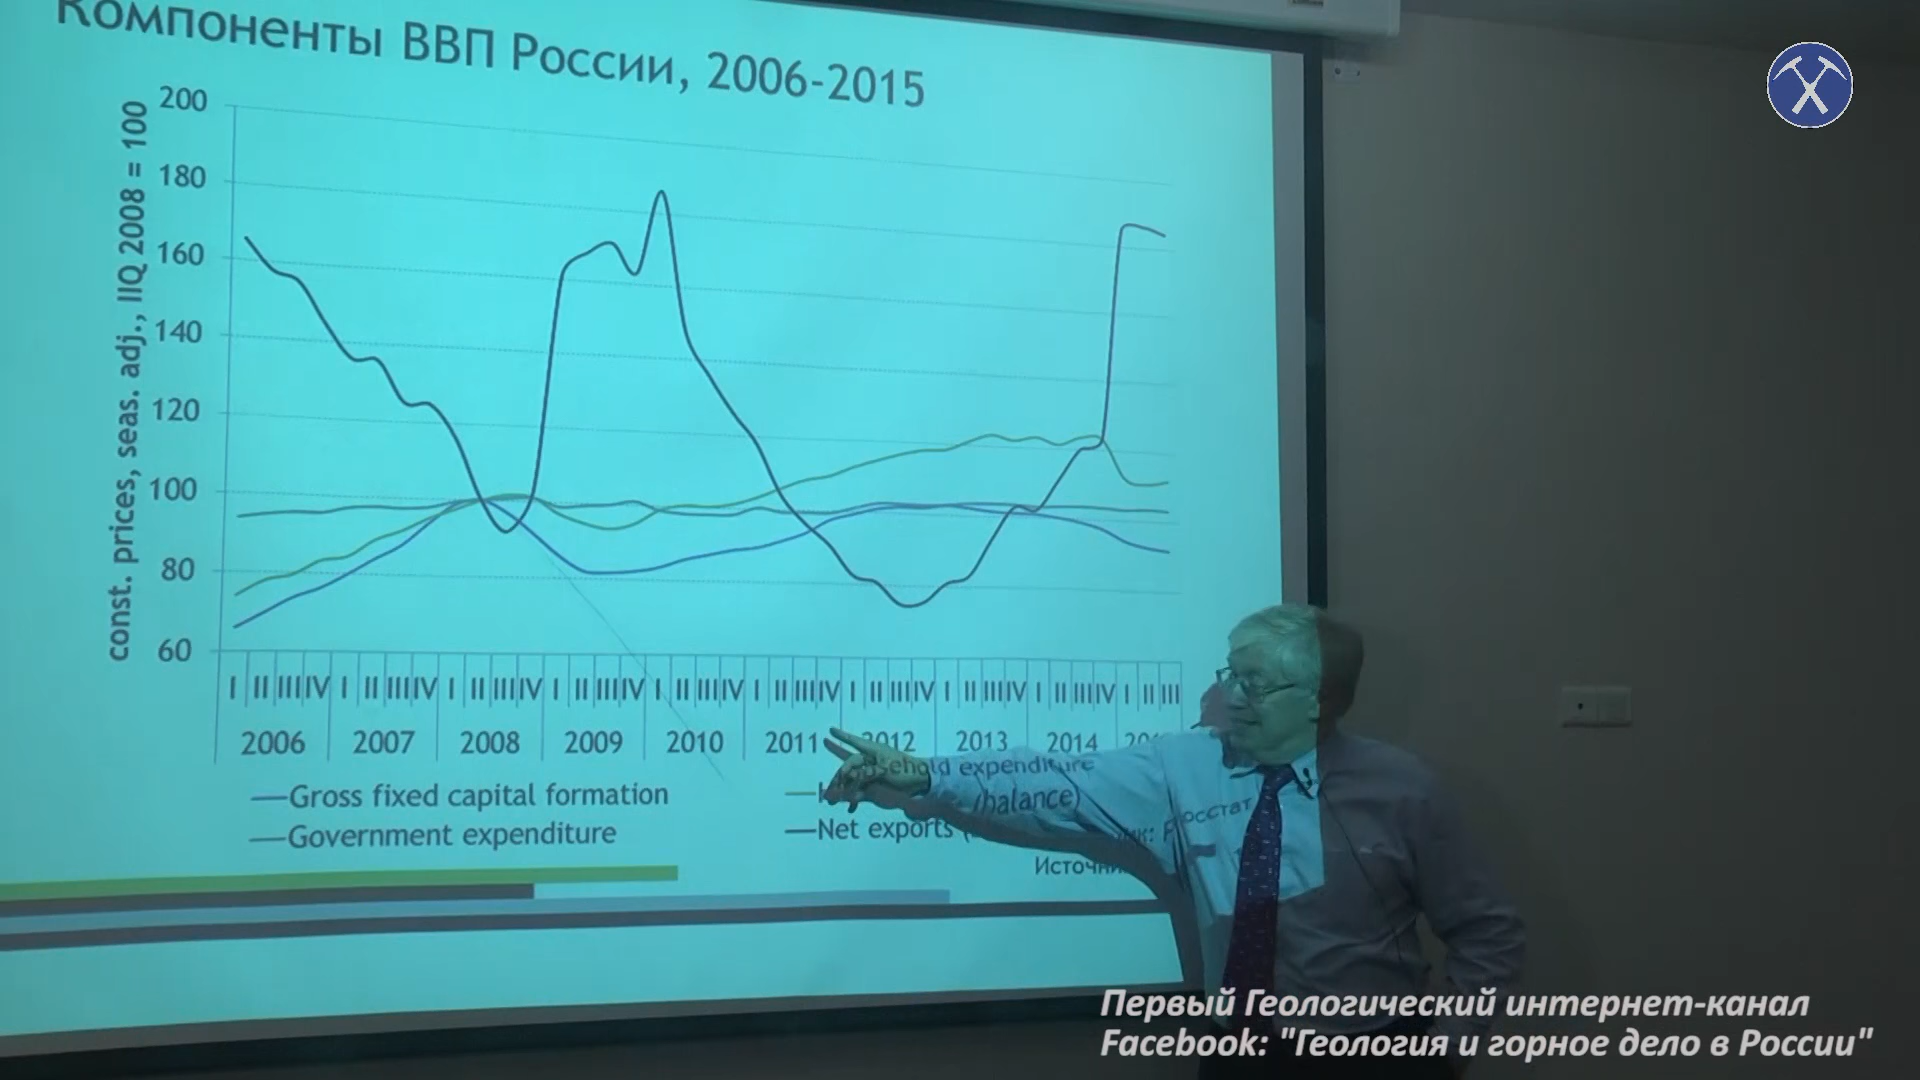 Компоненты ВВП России, 2006-2015
const. prices, seas. adj., IIQ 2008 = 100
200
180
160
140
120
100
80
60
I II III IV I II III IV I II III IV I II III IV I II III IV I II III IV I II III IV I II III IV I II III IV I II III
2006 2007 2008 2009 2010 2011 2012 2013 2014
Gross fixed capital formation
expenditure
Government expenditure
Net exports
(balance)
Росстат
Первый Геологический интернет-канал
Facebook: "Геология и горное дело в России"